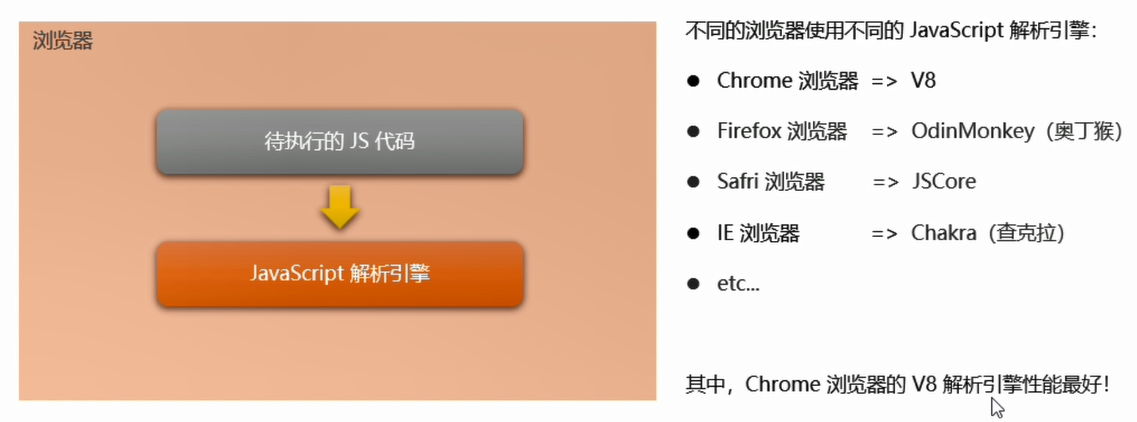 浏览器
待执行的 JS 代码
JavaScript 解析引擎
不同的浏览器使用不同的 JavaScript 解析引擎：
● Chrome 浏览器 => V8
● Firefox 浏览器 => OdinMonkey（奥丁猴）
● Safri 浏览器 => JSCore
● IE 浏览器 => Chakra（查克拉）
● etc...
其中，Chrome 浏览器的 V8 解析引擎性能最好！